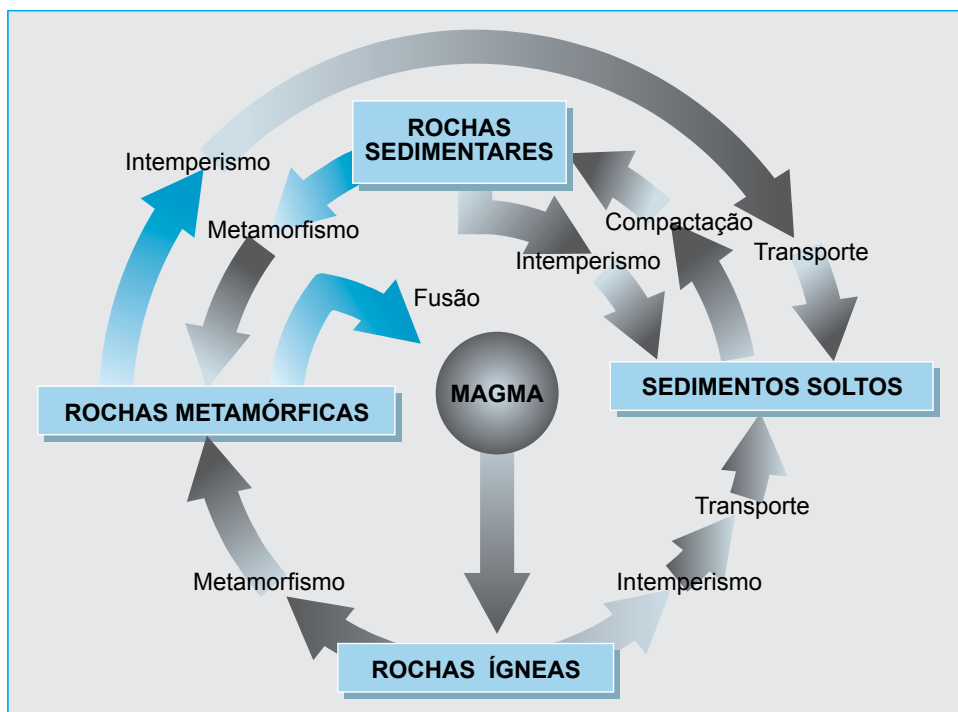 ROCHAS
SEDIMENTARES
Intemperismo
Metamorfismo
Compactação
Intemperismo
Transporte
Fusão
MAGMA
SEDIMENTOS SOLTOS
ROCHAS METAMÓRFICAS
Transporte
Metamorfismo
Intemperismo
ROCHAS ÍGNEAS